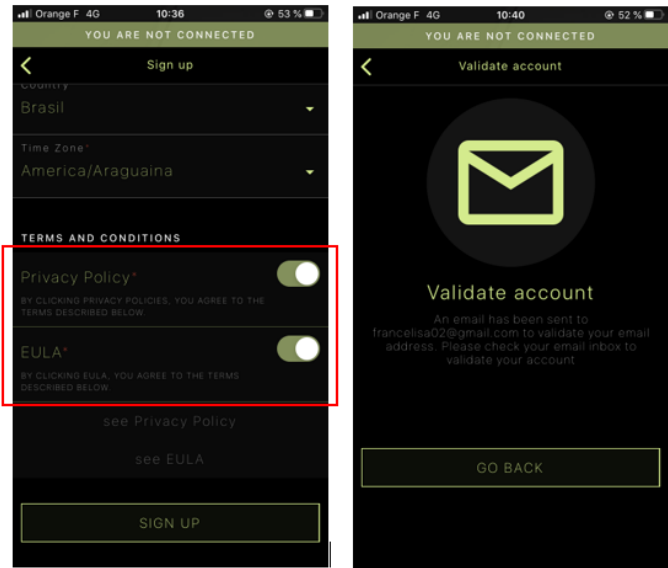 Orange F 4G 10:36 53 %
YOU ARE NOT CONNECTED
Sign up
Country
Brasil
Time Zone*
America/Araguaina
TERMS AND CONDITIONS
Privacy Policy*
BY CLICKING PRIVACY POLICIES, YOU AGREE TO THE
TERMS DESCRIBED BELOW.
EULA*
BY CLICKING EULA, YOU AGREE TO THE TERMS
DESCRIBED BELOW.
see Privacy Policy
see EULA
SIGN UP
Orange F 4G 10:40 52 %
YOU ARE NOT CONNECTED
Validate account
Validate account
An email has been sent to
francelisa02@gmail.com to validate your email
address. Please check your email inbox to
validate your account
GO BACK